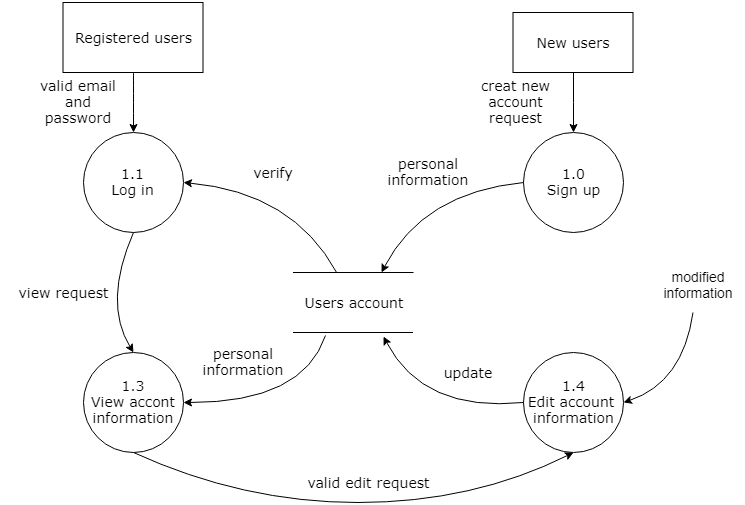 Registered users
New users
valid email
and
password
creat new
account
request
1.1
Log in
verify
personal
information
1.0
Sign up
view request
Users account
modified
information
personal
information
update
1.3
View accont
information
1.4
Edit account
information
valid edit request